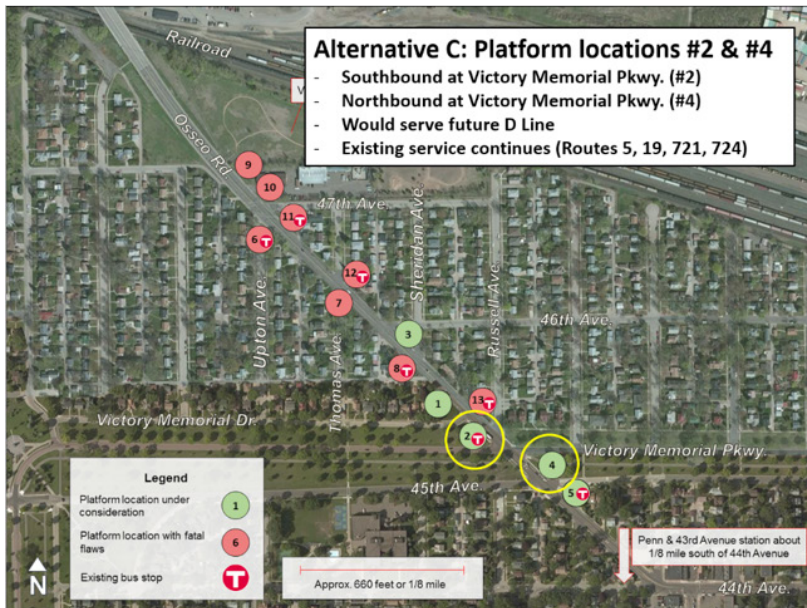 Railroad
Alternative C: Platform locations #2 & #4
- Southbound at Victory Memorial Pkwy. (#2)
- Northbound at Victory Memorial Pkwy. (#4)
- Would serve future D Line
- Existing service continues (Routes 5, 19, 721, 724)
V
Osseo Rd.
9
10
47th Ave.
11 T
6 T
Sheridan Ave.
12 T
7
Upton Ave.
Thomas Ave.
Russell Ave.
46th Ave.
3
8 T
1
13 T
Victory Memorial Dr.
2 T
Victory Memorial Pkwy.
4
45th Ave.
5 T
Legend
Platform location under
consideration
1
Platform location with fatal
flaws
6
Existing bus stop
T
N
Approx. 660 feet or 1/8 mile
Penn & 43rd Avenue station about
1/8 mile south of 44th Avenue
44th Ave.